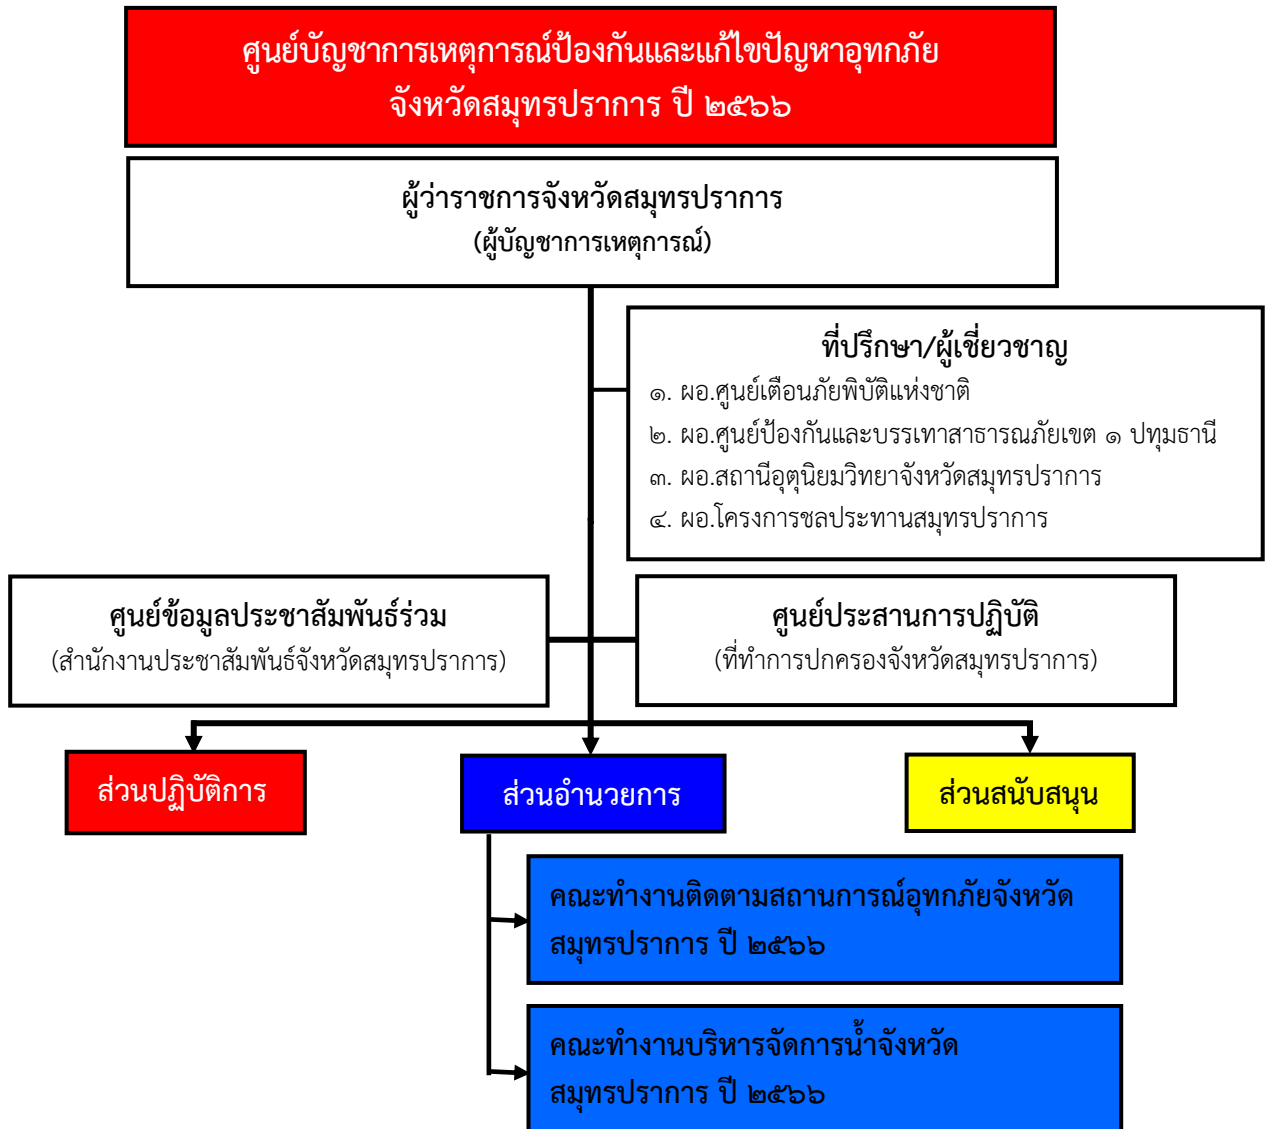 ศูนย์บัญชาการเหตุการณ์ป้องกันและแก้ไขปัญหาอุทกภัย
จังหวัดสมุทรปราการ ปี ๒๕๖๖
ผู้ว่าราชการจังหวัดสมุทรปราการ
(ผู้บัญชาการเหตุการณ์)
ที่ปรึกษา/ผู้เชี่ยวชาญ
๑. ผอ.ศูนย์เตือนภัยพิบัติแห่งชาติ
๒. ผอ.ศูนย์ป้องกันและบรรเทาสาธารณภัยเขต ๑ ปทุมธานี
๓. ผอ.สถานีอุตุนิยมวิทยาจังหวัดสมุทรปราการ
๔. ผอ.โครงการชลประทานสมุทรปราการ
ศูนย์ข้อมูลประชาสัมพันธ์ร่วม
(สำนักงานประชาสัมพันธ์จังหวัดสมุทรปราการ)
ศูนย์ประสานการปฏิบัติ
(ที่ทำการปกครองจังหวัดสมุทรปราการ)
ส่วนปฏิบัติการ
ส่วนอำนวยการ
ส่วนสนับสนุน
คณะทำงานติดตามสถานการณ์อุทกภัยจังหวัด
สมุทรปราการ ปี ๒๕๖๖
คณะทำงานบริหารจัดการน้ำจังหวัด
สมุทรปราการ ปี ๒๕๖๖